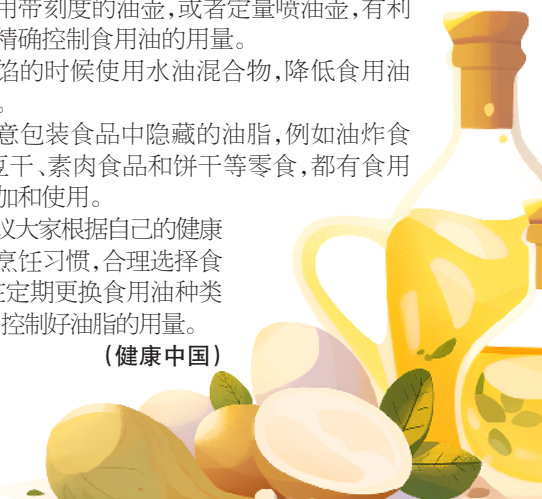 用带刻度的油壶,或者定量喷油壶,有利
精确控制食用油的用量。
馅的时候使用水油混合物,降低食用油
。
意包装食品中隐藏的油脂,例如油炸食
豆干、素肉食品和饼干等零食,都有食用
加和使用。
议大家根据自己的健康
烹饪习惯,合理选择食
在定期更换食用油种类
控制好油脂的用量。
(健康中国)